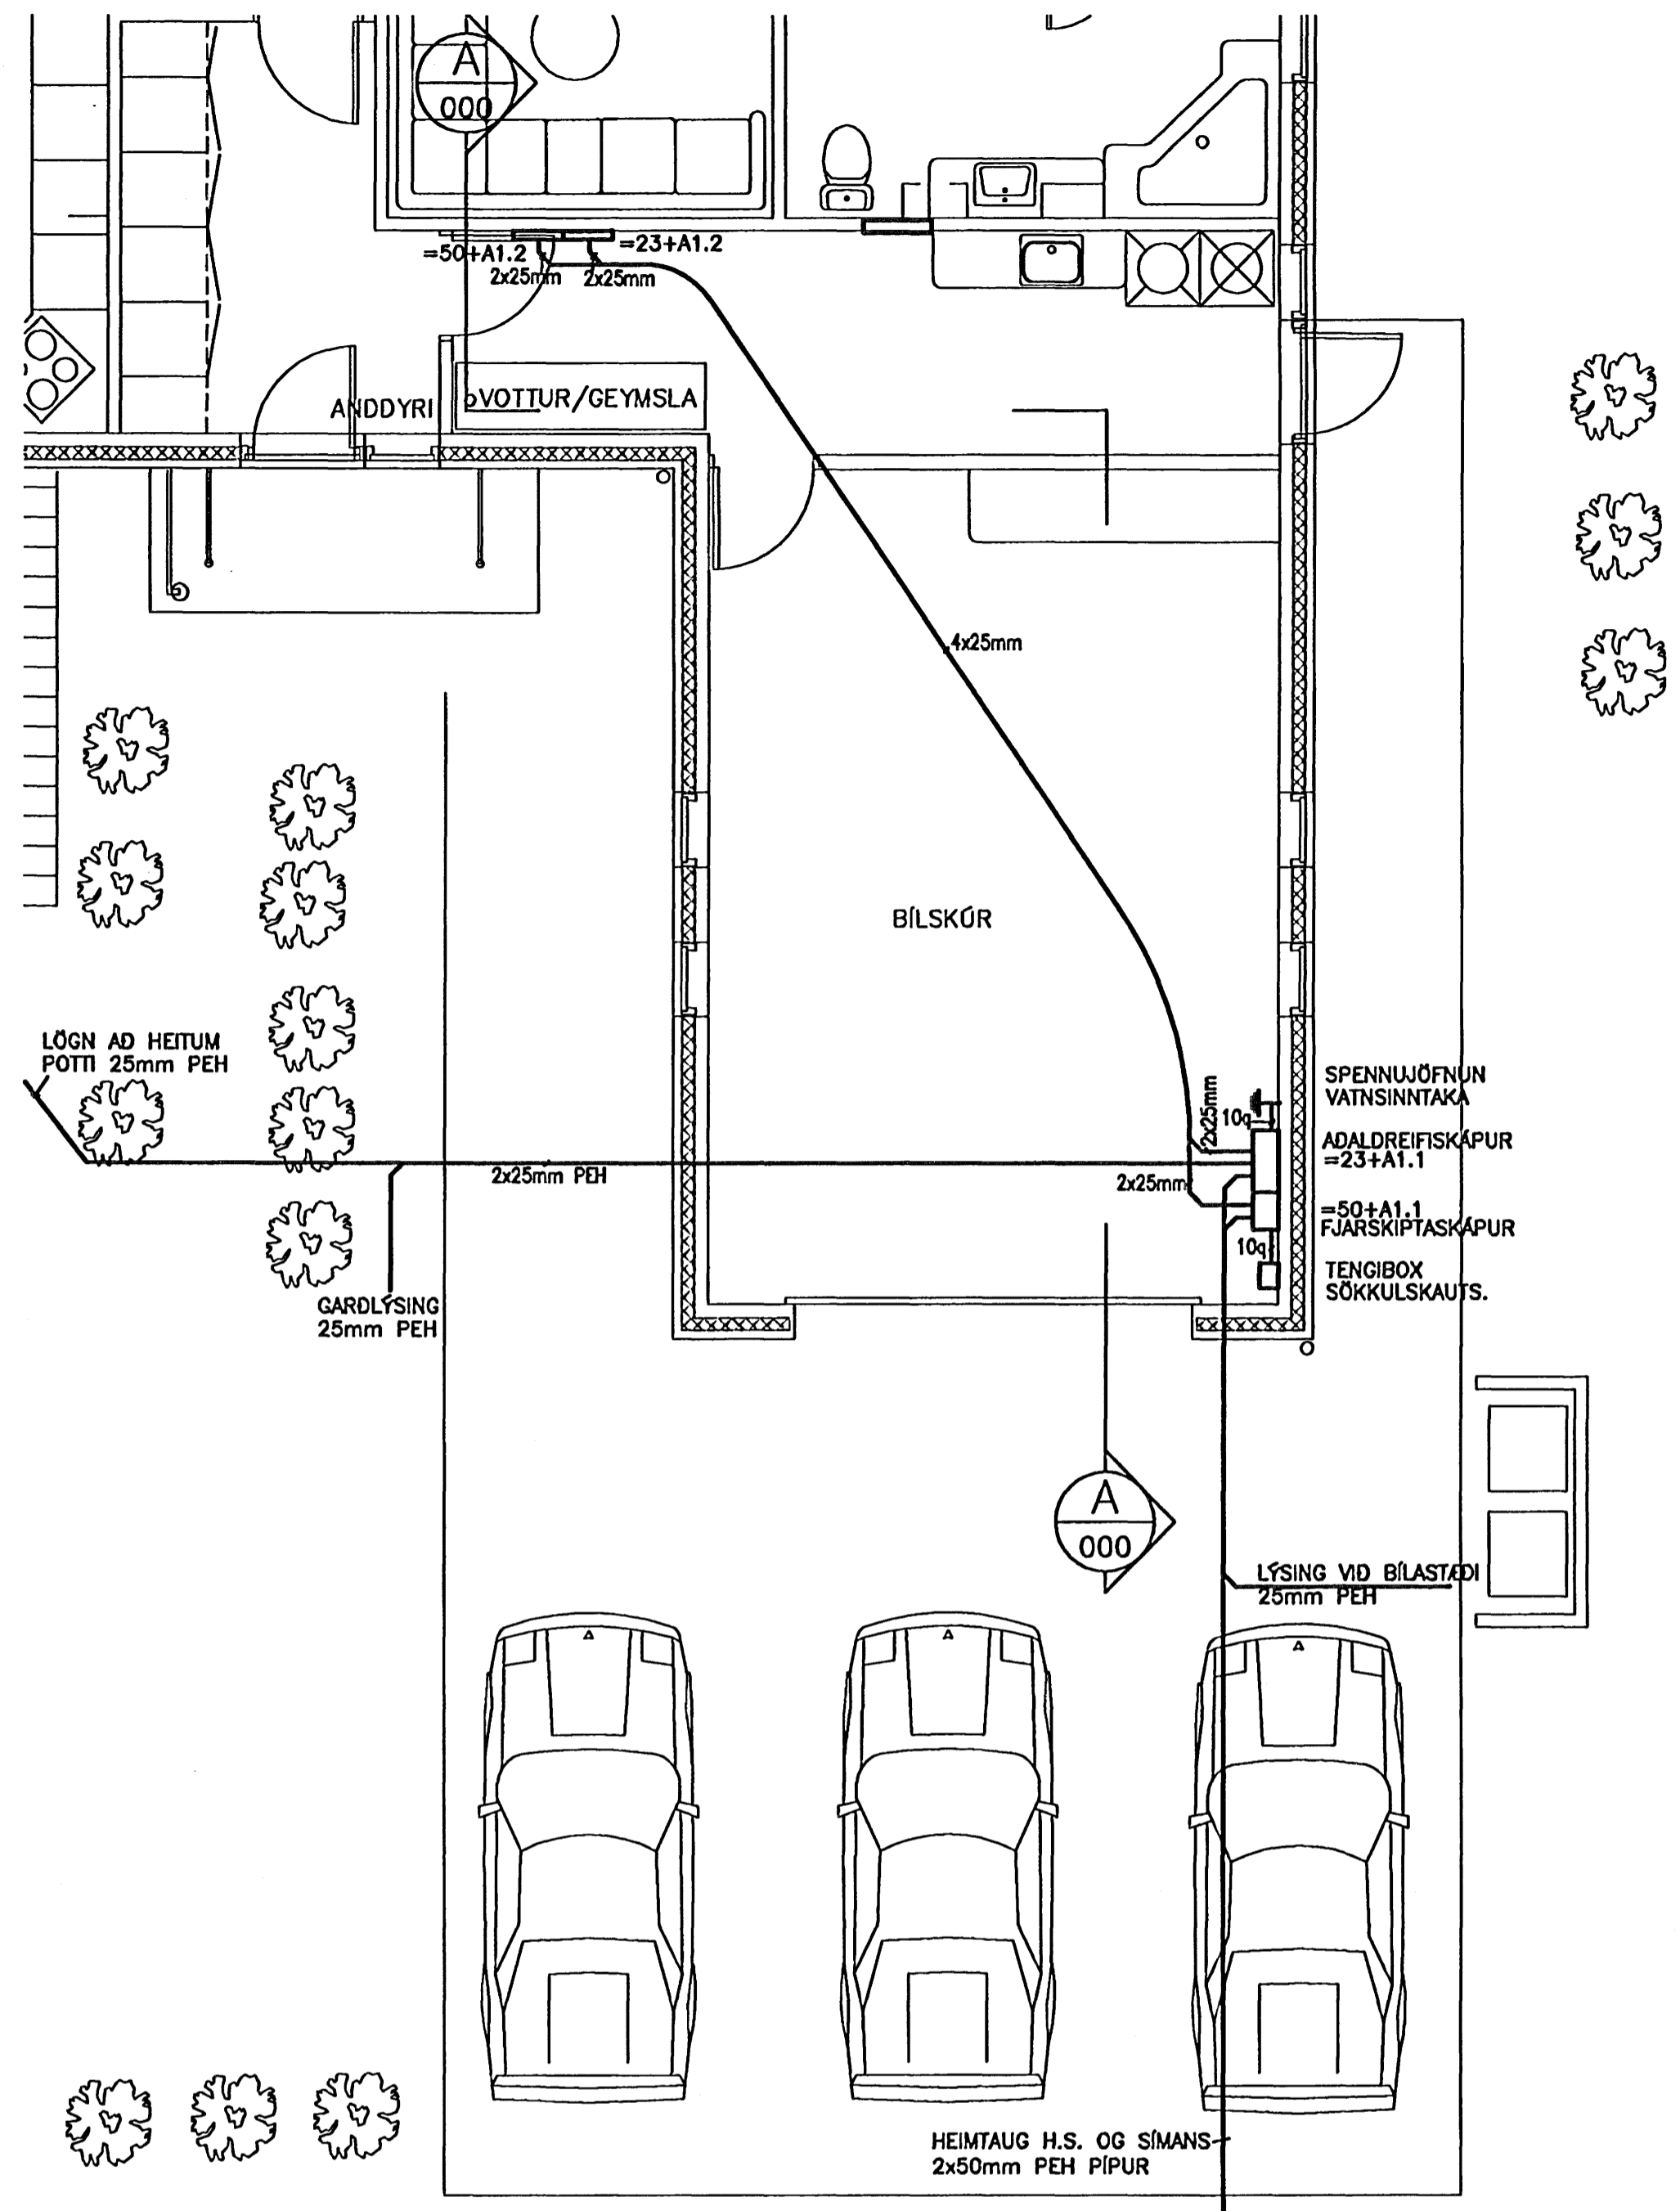 A
000
=50+A1.2
=23+A1.2
2x25mm
2x25mm
ANDDYRI
ÞVOTTUR/GEYMSLA
4x25mm
BÍLSKÚR
LÖGN AÐ HEITUM
POTTI 25mm PEH
2x25mm
10q
SPENNUJÖFNUN
VATNSINNTAKA
AÐALDREIFISKÁPUR
=23+A1.1
2x25mm PEH
2x25mm
=50+A1.1
FJARSKIPTASKÁPUR
10q
TENGIBOX
SÖKKULSKAUTS.
GARÐLÝSING
25mm PEH
A
000
LÝSING VIÐ BÍLASTÆÐI
25mm PEH
HEIMTAUG H.S. OG SÍMANS
2x50mm PEH PÍPUR